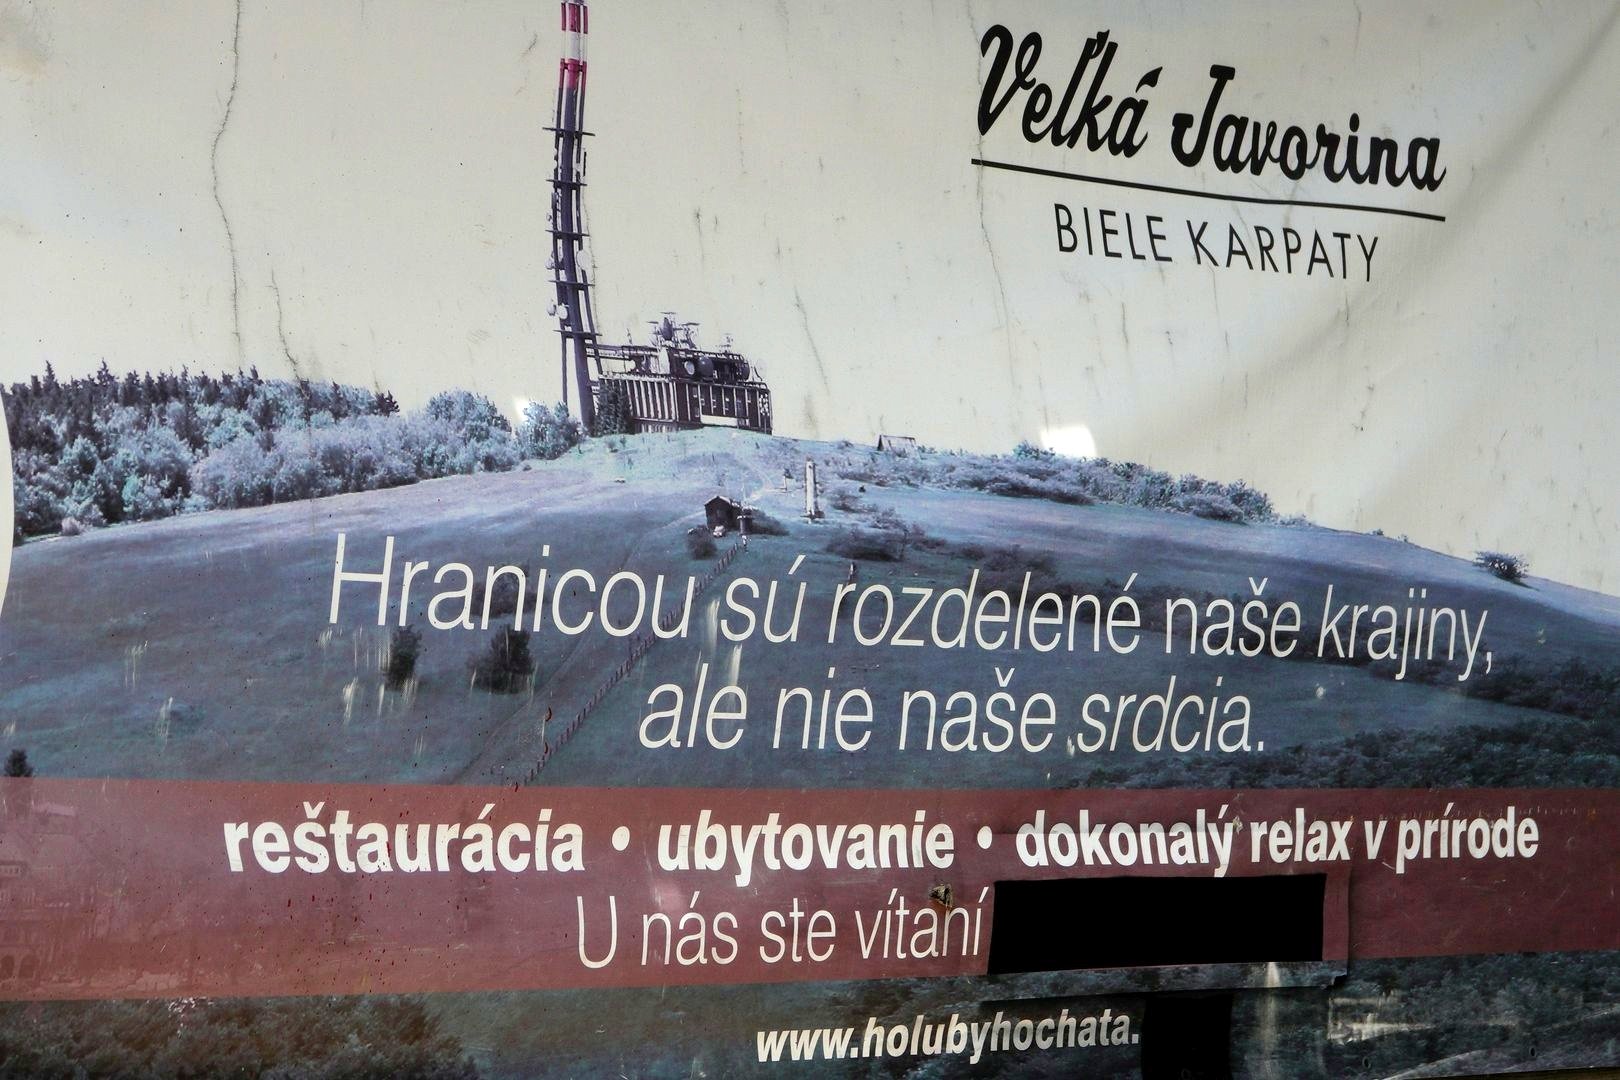 Veľká Javorina
BIELE KARPATY
Hranicou sú rozdelené naše krajiny,
ale nie naše srdcia.
reštaurácia • ubytovanie • dokonalý relax v prírode
U nás ste vítaní
www.holubyhochata.